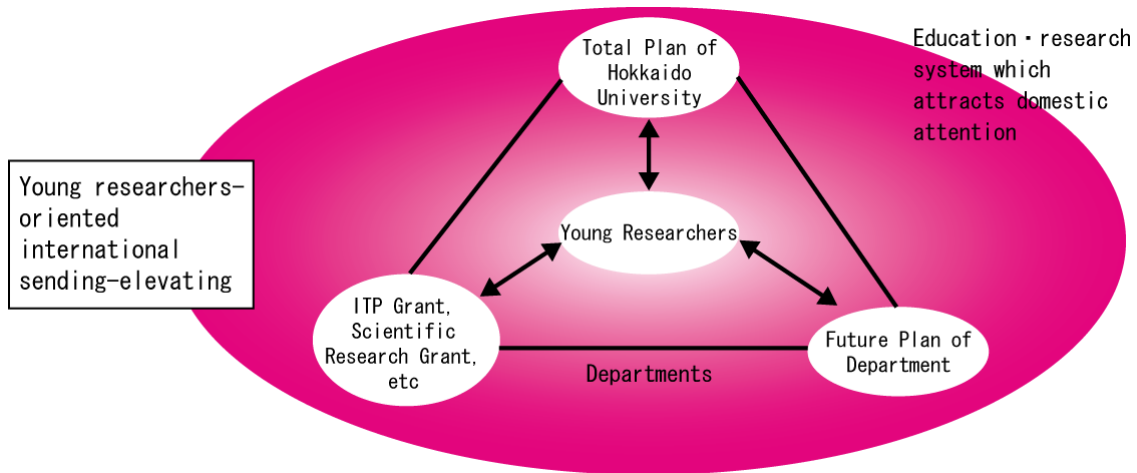 Total Plan of
Hokkaido
University
Education・research
system which
attracts domestic
attention
Young researchers-
oriented
international
sending-elevating
Young Researchers
ITP Grant,
Scientific
Research Grant,
etc
Future Plan of
Department
Departments